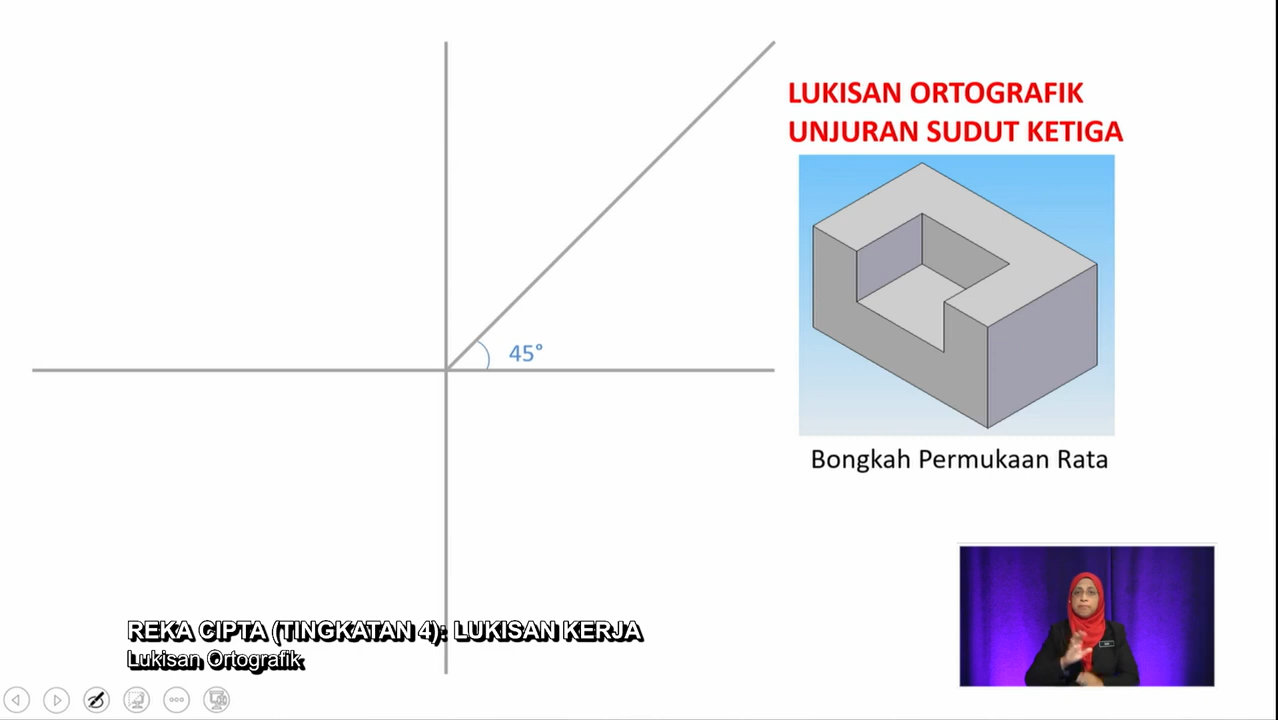 LUKISAN ORTOGRAFIK
UNJURAN SUDUT KETIGA
45°
Bongkah Permukaan Rata
REKA CIPTA (TINGKATAN 4): LUKISAN KERJA
Lukisan Ortografik